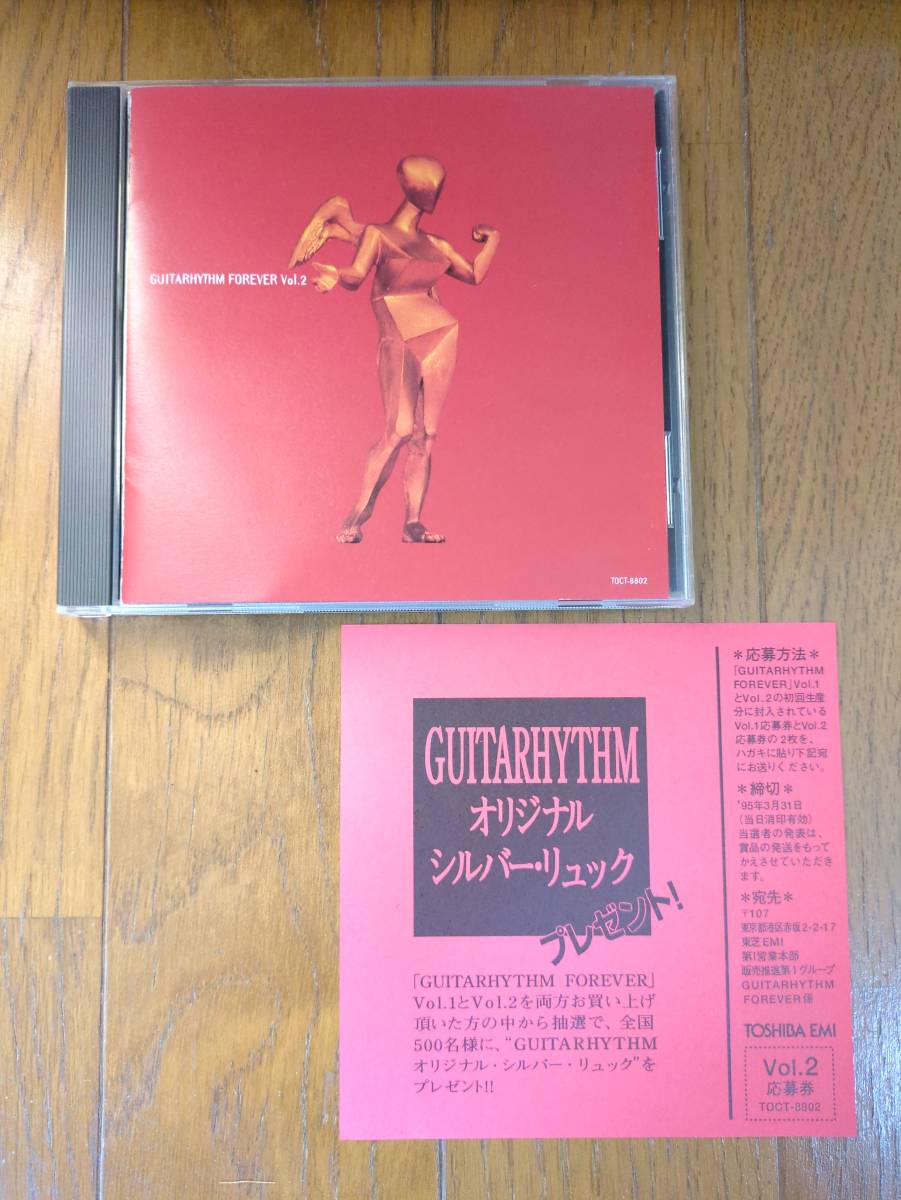 GUITARHYTHM FOREVER Vol.2
TOCT-8802
GUITARHYTHM
オリジナル
シルバー・リュック
プレゼント!
「GUITARHYTHM FOREVER」
Vol.1とVol.2を両方お買い上げ
頂いた方の中から抽選で、全国
500名様に、“GUITARHYTHM
オリジナル・シルバー・リュック”を
プレゼント!!
＊応募方法＊
「GUITARHYTHM
FOREVER」Vol.1
とVol.2の初回生産
分に封入されている
Vol.1応募券とVol.2
応募券の2枚を、
ハガキに貼り下記宛
にお送りください。
＊締切＊
'95年3月31日
(当日消印有効)
当選者の発表は、
賞品の発送をもって
かえさせていただき
ます。
＊宛先＊
〒107
東京都港区赤坂2-2-17
東芝EMI
第1営業本部
販売推進第1グループ
GUITARHYTHM
FOREVER係
TOSHIBA EMI
Vol.2
応募券
TOCT-8802